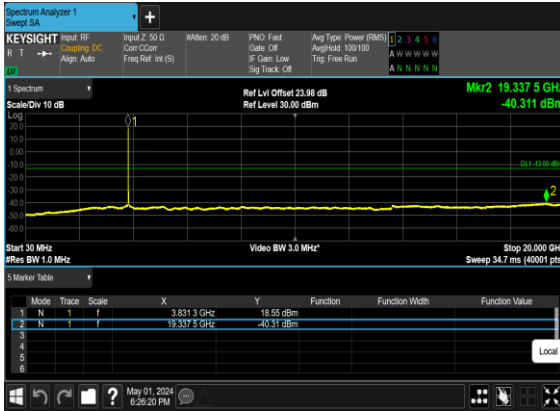 Spectrum Analyzer 1
Swept SA
+
KEYSIGHT
R T
Input: RF
Coupling: DC
Align: Auto
Input Z: 50 Ω
Corr CCorr
Freq Ref: Int (S)
#Atten: 20 dB
PNO: Fast
Gate: Off
IF Gain: Low
Sig Track: Off
Avg Type: Power (RMS)
Avg|Hold: 100/100
Trig: Free Run
1 2 3 4 5 6
A W W W W W
A N N N N N
1 Spectrum
Scale/Div 10 dB
Ref Lvl Offset 23.98 dB
Ref Level 30.00 dBm
Mkr2 19.337 5 GHz
-40.311 dBm
Log
20.0
10.0
0.00
-10.0
-20.0
-30.0
-40.0
-50.0
-60.0
1
DL1 -13.00 dBm
2
Start 30 MHz
#Res BW 1.0 MHz
Video BW 3.0 MHz*
Stop 20.000 GH
Sweep 34.7 ms (40001 pts
5 Marker Table
Mode Trace Scale X Y Function Function Width Function Value
1 N 1 f 3.831 3 GHz 18.55 dBm
2 N 1 f 19.337 5 GHz -40.31 dBm
3
4
5
6
Local
?
May 01, 2024
6:26:20 PM